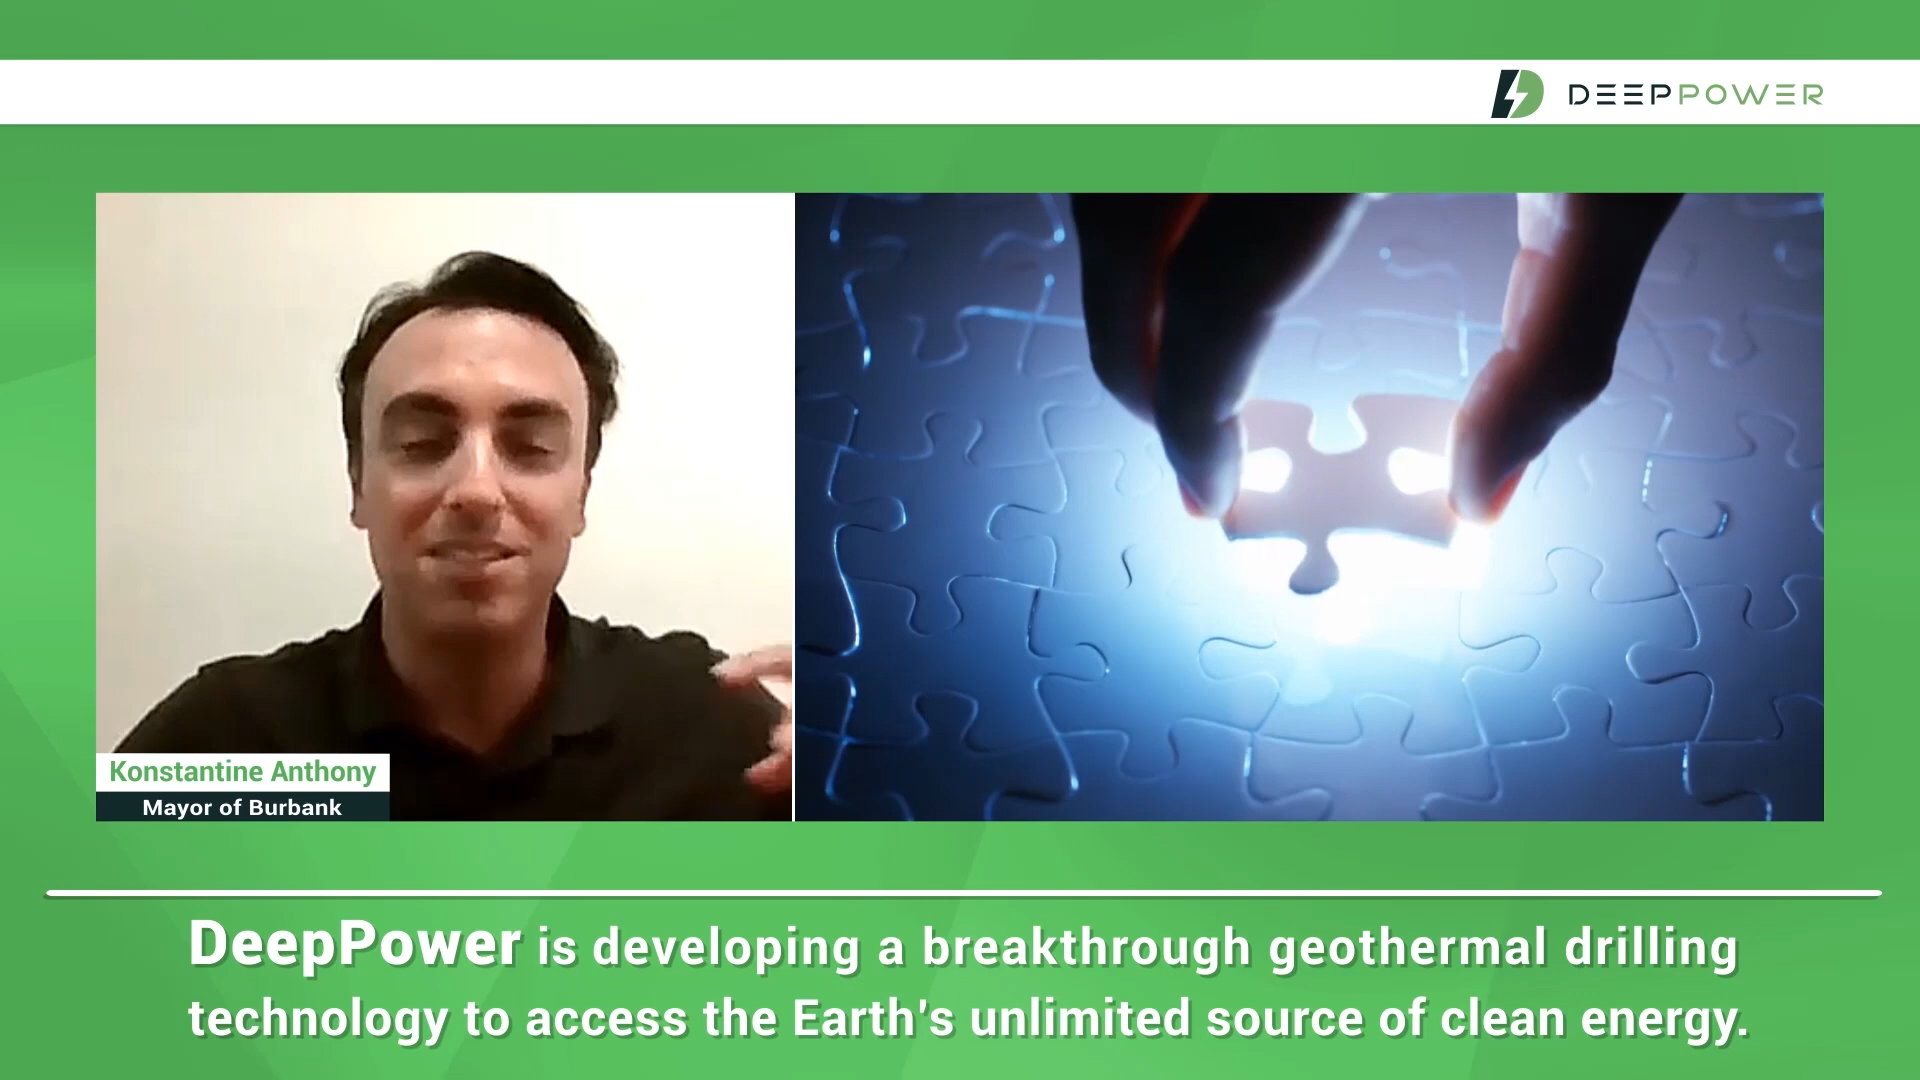 DEEPPOWER
Konstantine Anthony
Mayor of Burbank
DeepPower is developing a breakthrough geothermal drilling
technology to access the Earth's unlimited source of clean energy.